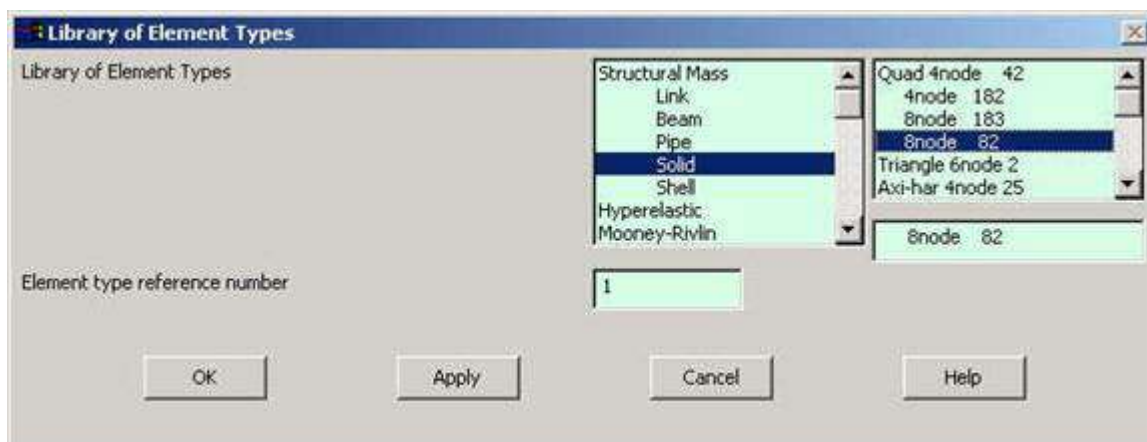 Library of Element Types
Library of Element Types
Structural Mass
Link
Beam
Pipe
Solid
Shell
Hyperelastic
Mooney-Rivlin
Quad 4node 42
4node 182
8node 183
8node 82
Triangle 6node 2
Axi-har 4node 25
8node 82
Element type reference number
1
OK
Apply
Cancel
Help